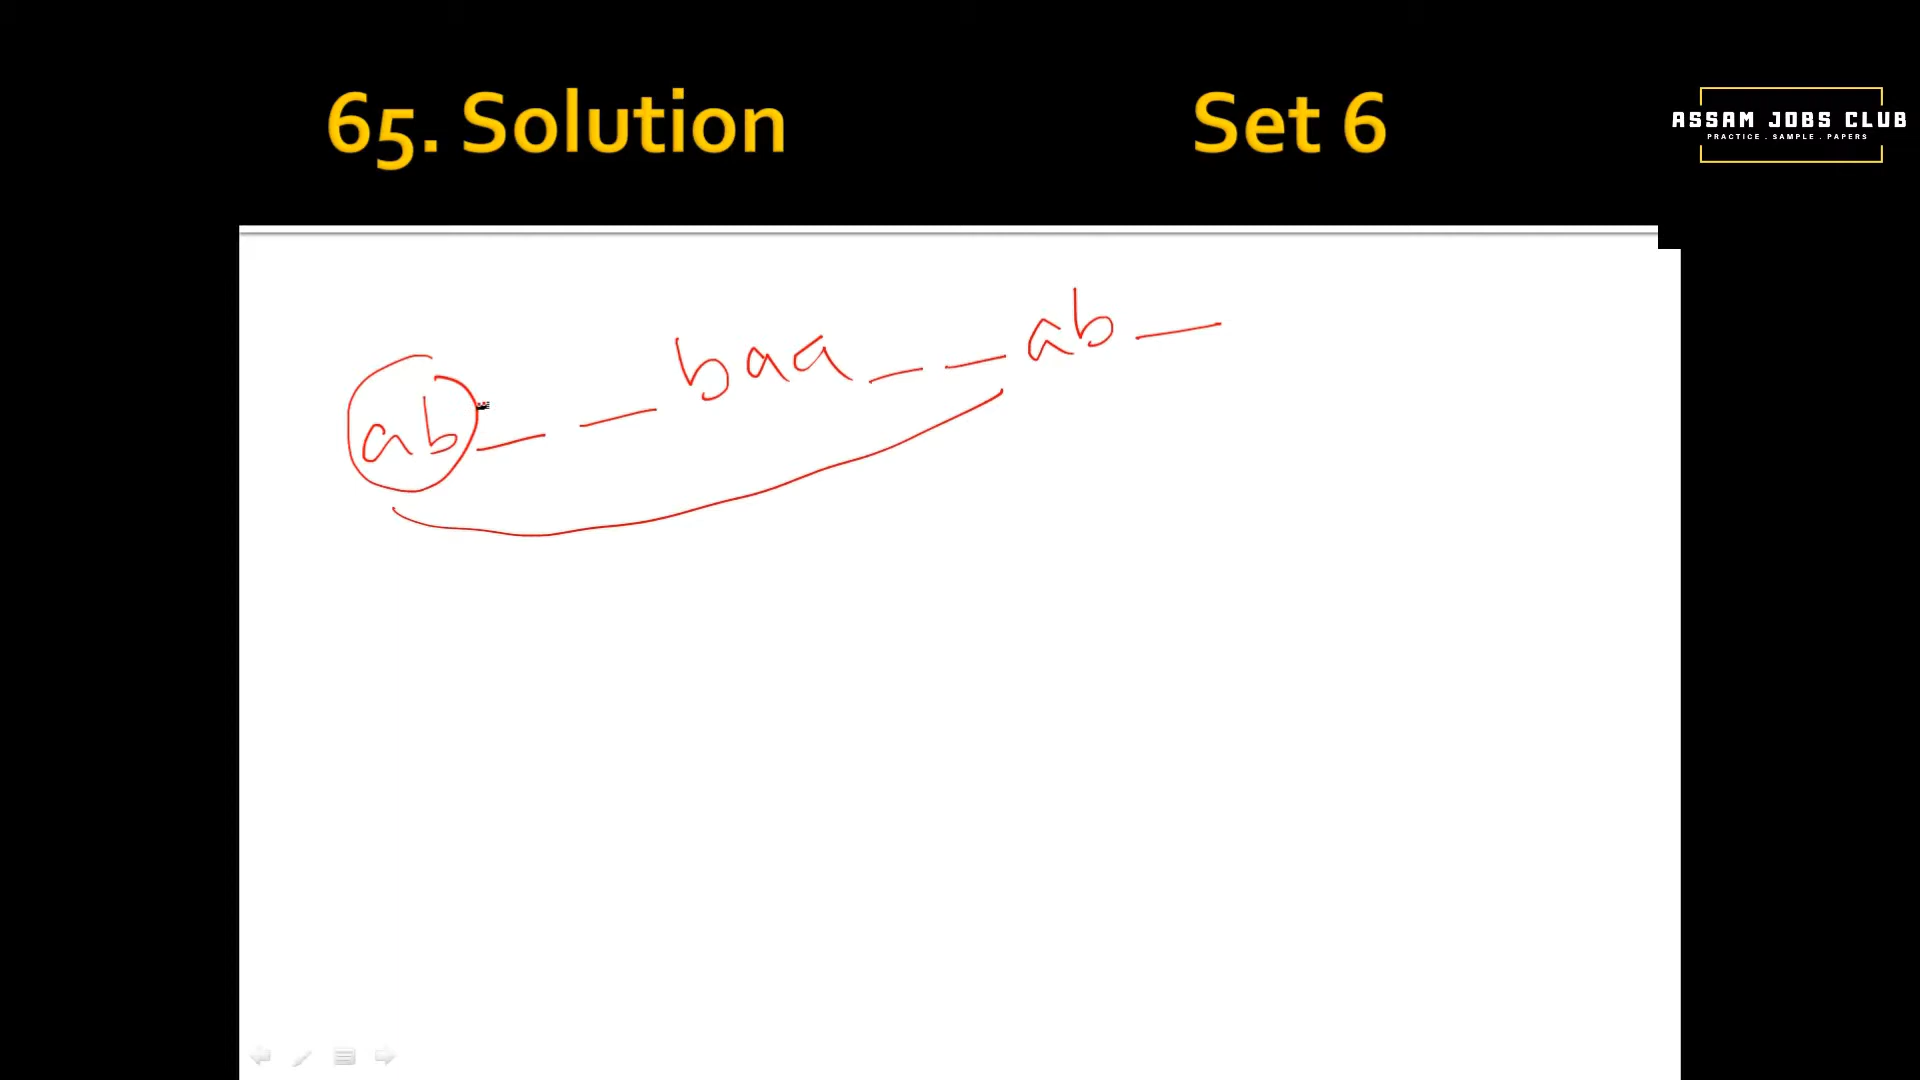 65. Solution Set 6
ASSAM JOBS CLUB
PRACTICE . SAMPLE . PAPERS
ab _ _ baa _ _ ab _